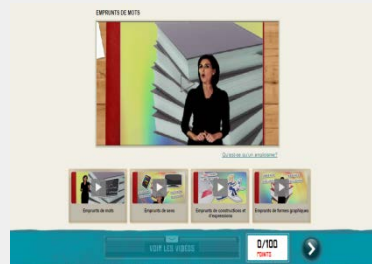 EMPRUNTS DE MOTS
Qu'est-ce qu'un emprunt?
Emprunts de mots
Emprunts de sens
Emprunts de constructions et d'expressions
Emprunts de formes graphiques
VOIR LES VIDÉOS
0/100
POINTS